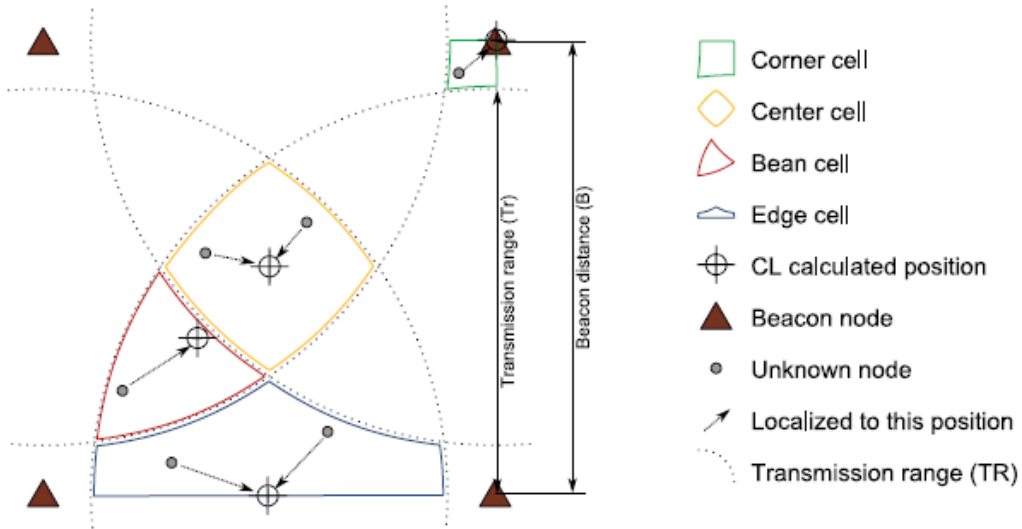 Transmission range (Tr)
Beacon distance (B)
Corner cell
Center cell
Bean cell
Edge cell
CL calculated position
Beacon node
Unknown node
Localized to this position
Transmission range (TR)